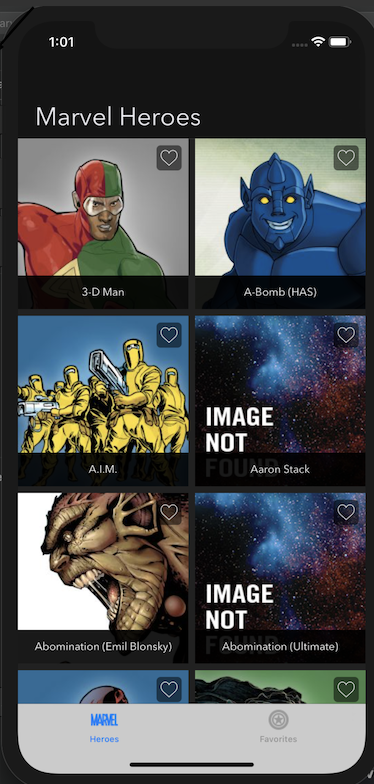 1:01
Marvel Heroes
3-D Man
A-Bomb (HAS)
A.I.M.
IMAGE
NOT
FOUND
Aaron Stack
Abomination (Emil Blonsky)
IMAGE
NOT
FOUND
Abomination (Ultimate)
MARVEL
Heroes
Favorites